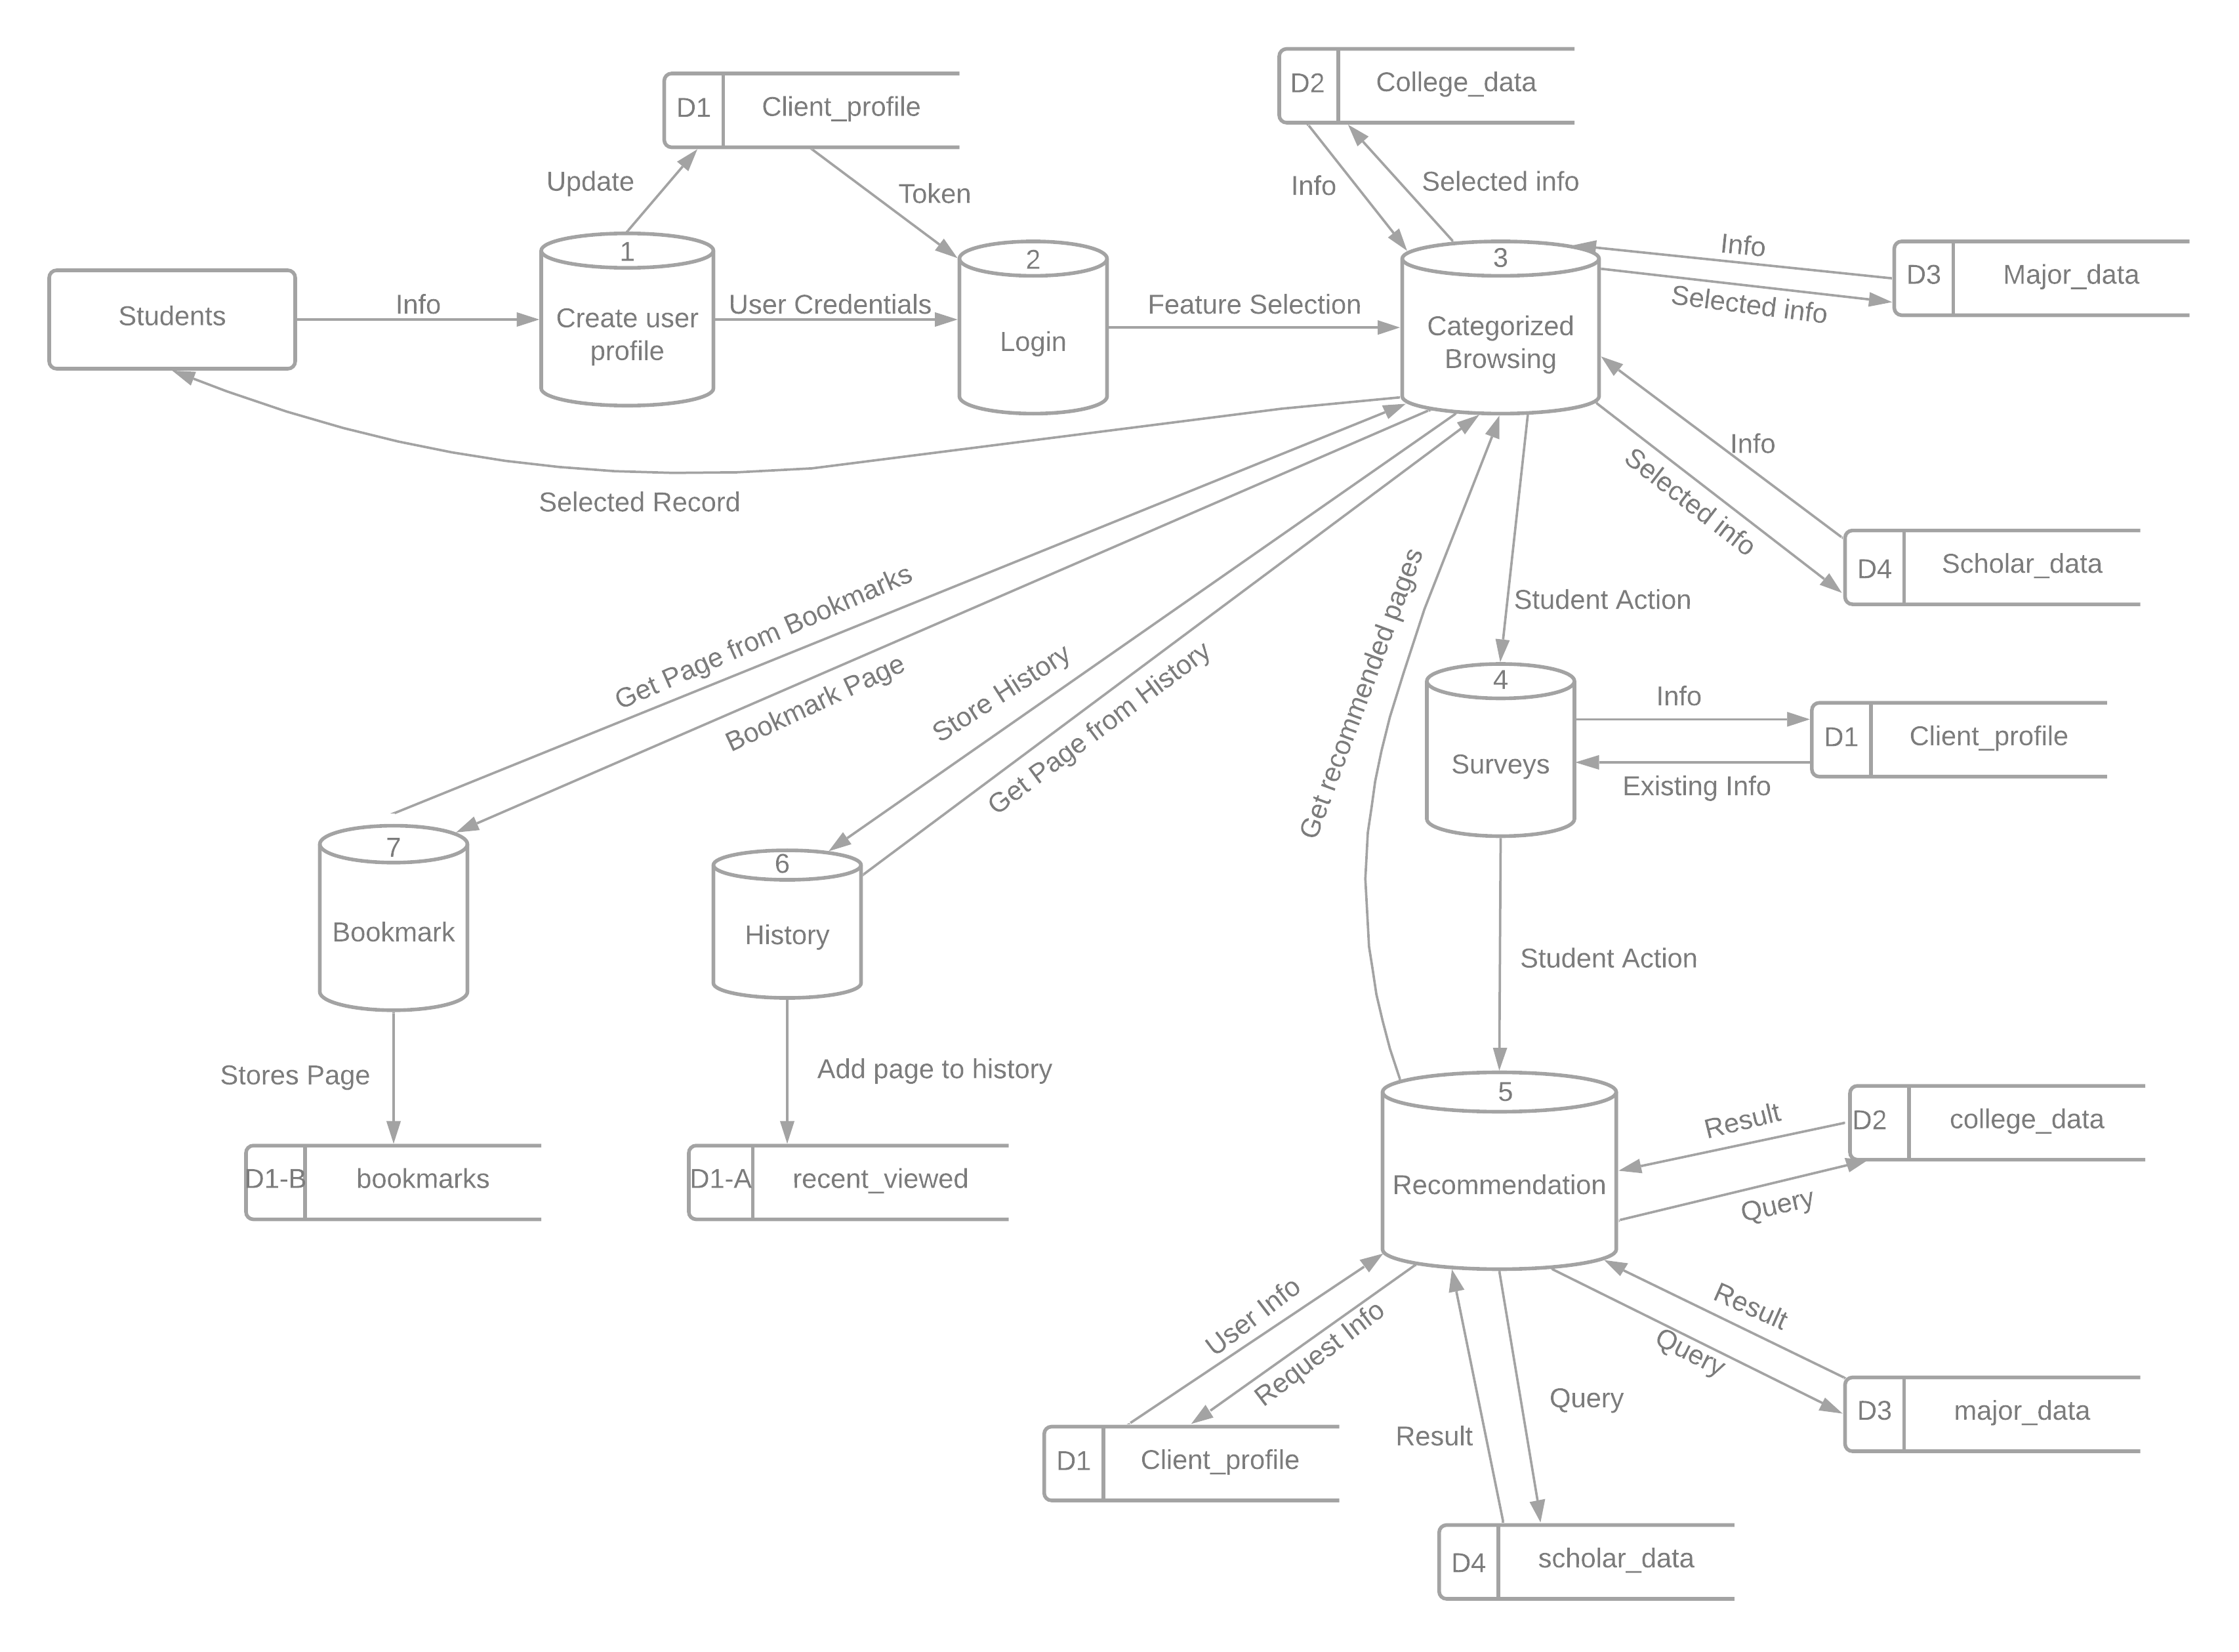 D2
College_data
D1
Client_profile
Update
Token
Info
Selected info
1
Create user
profile
2
Login
3
Categorized
Browsing
Info
Selected info
D3
Major_data
Students
Info
User Credentials
Feature Selection
Selected Record
Info
Selected info
D4
Scholar_data
Get Page from Bookmarks
Bookmark Page
Store History
Get Page from History
Get recommended pages
Student Action
4
Surveys
Info
Existing Info
D1
Client_profile
7
Bookmark
6
History
Student Action
Stores Page
Add page to history
D1-B
bookmarks
D1-A
recent_viewed
5
Recommendation
Result
Query
D2
college_data
User Info
Request Info
Result
Query
Result
Query
D3
major_data
D1
Client_profile
D4
scholar_data